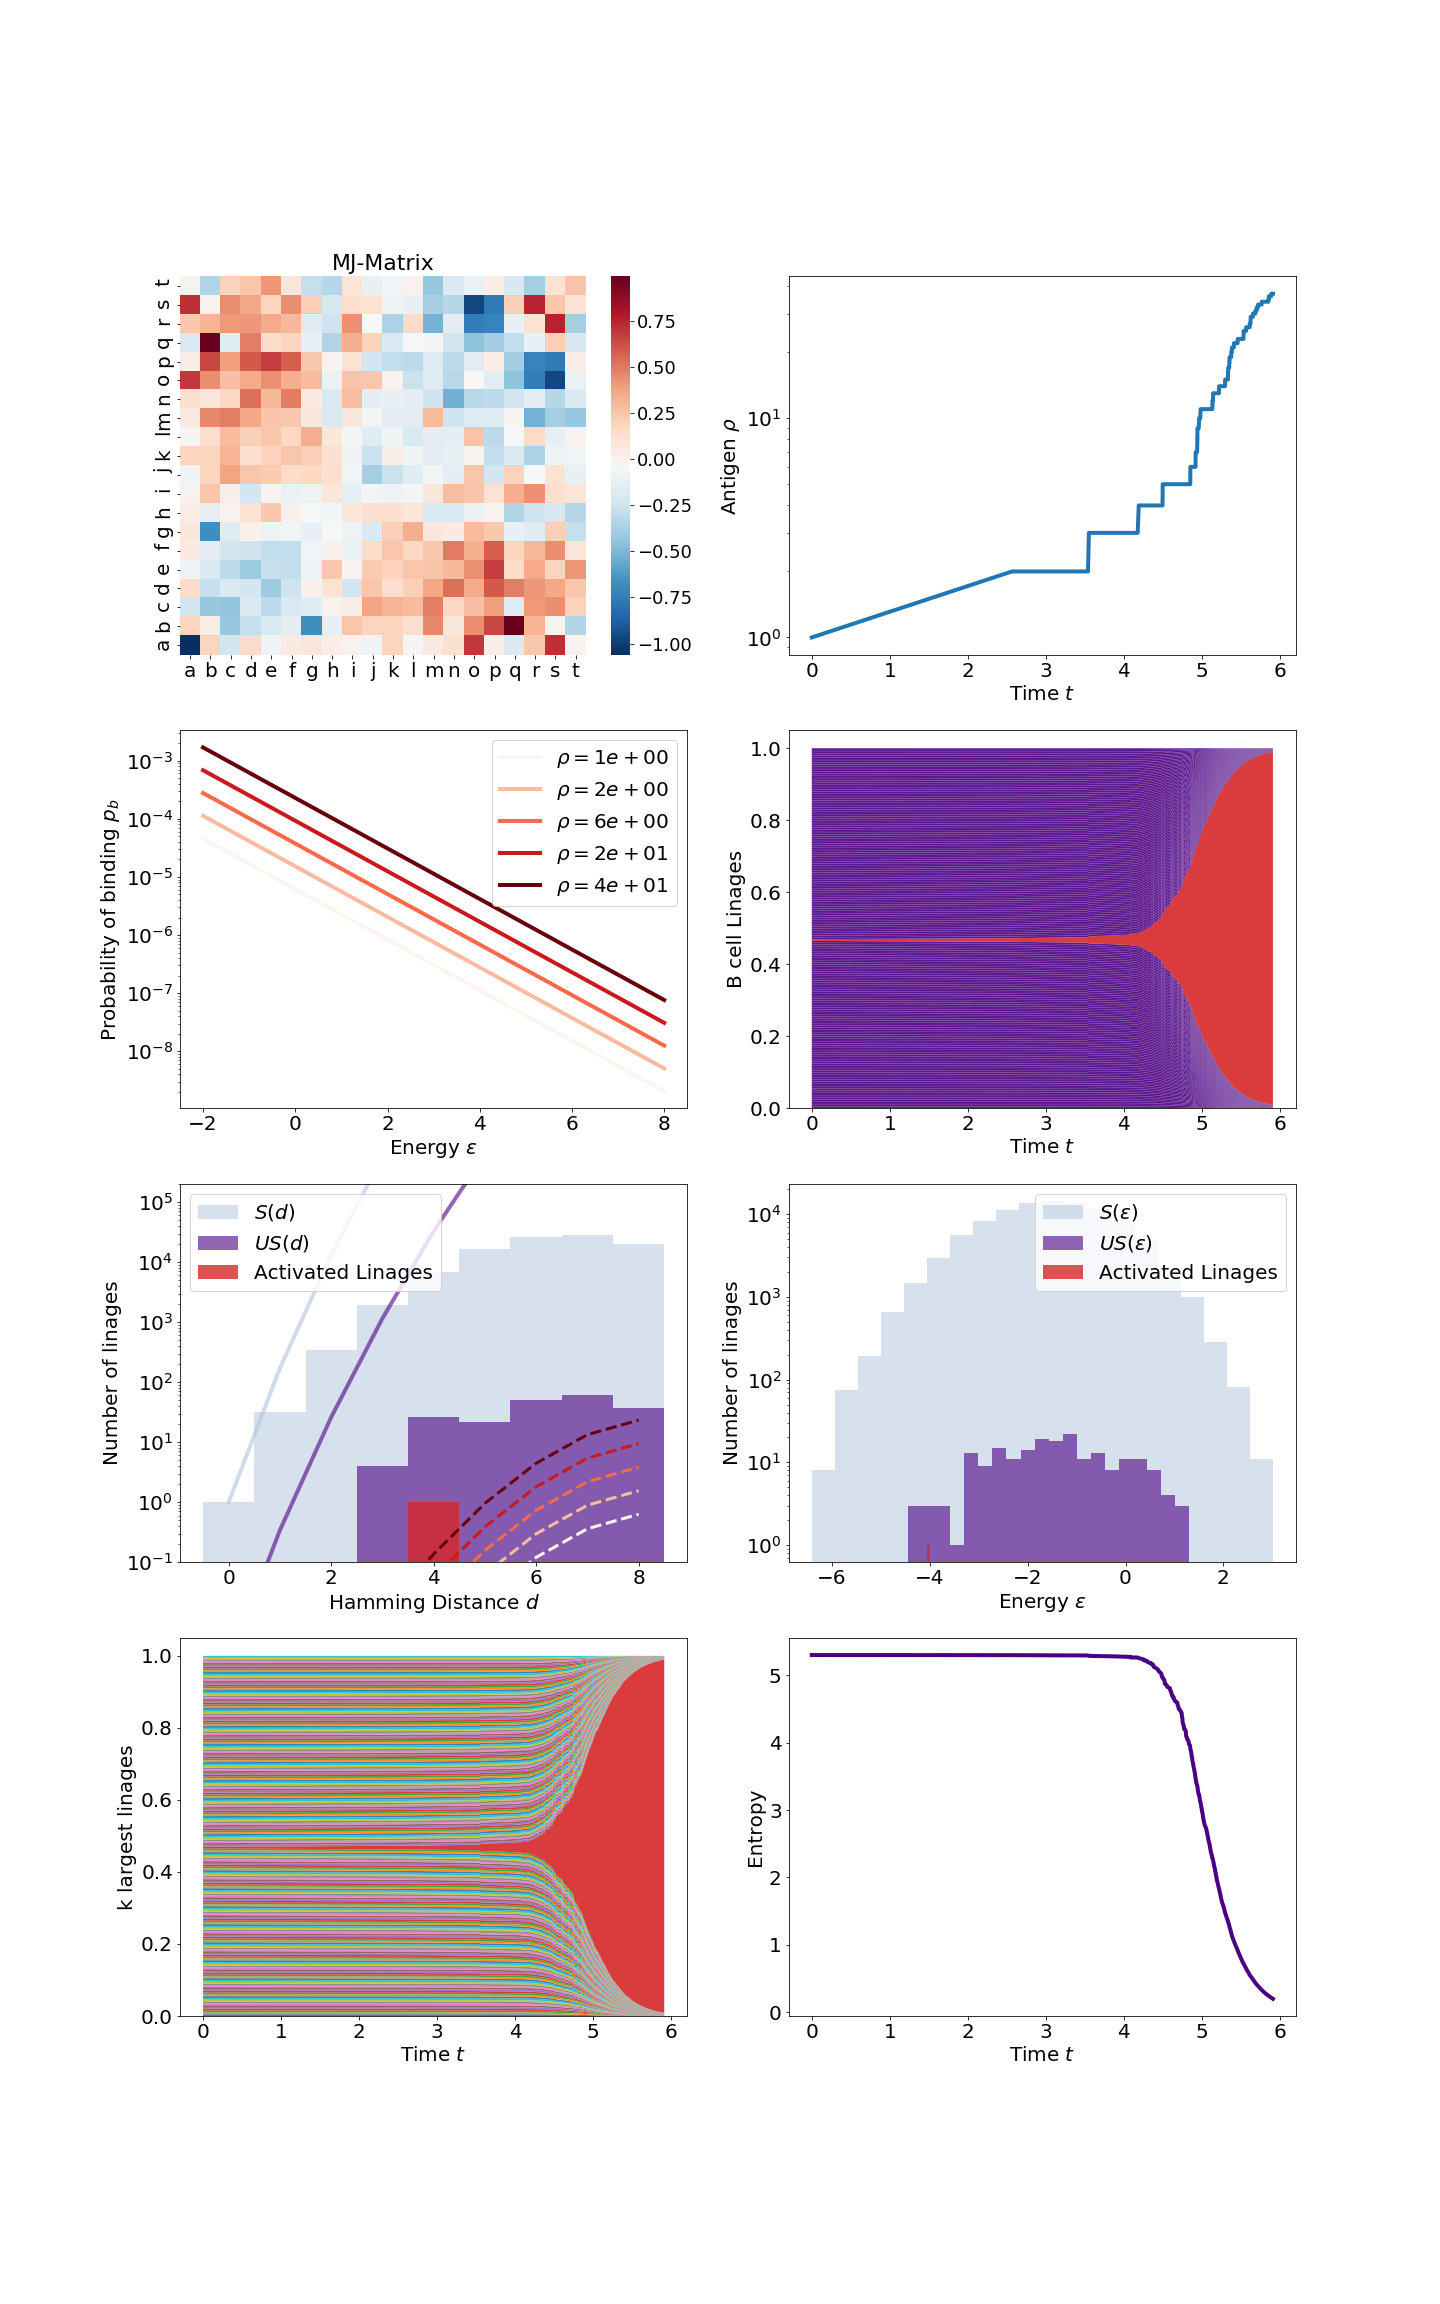 MJ-Matrix
t
s
r
q
p
o
n
m
l
k
j
i
h
g
f
e
d
c
b
a
a b c d e f g h i j k l m n o p q r s t
0.75
0.50
0.25
0.00
−0.25
−0.50
−0.75
−1.00
Antigen ρ
10¹
10⁰
0 1 2 3 4 5 6
Time t
Probability of binding p_b
10⁻³
10⁻⁴
10⁻⁵
10⁻⁶
10⁻⁷
10⁻⁸
ρ = 1e + 00
ρ = 2e + 00
ρ = 6e + 00
ρ = 2e + 01
ρ = 4e + 01
−2 0 2 4 6 8
Energy ε
B cell Linages
1.0
0.8
0.6
0.4
0.2
0.0
0 1 2 3 4 5 6
Time t
Number of linages
10⁵
10⁴
10³
10²
10¹
10⁰
10⁻¹
S(d)
US(d)
Activated Linages
0 2 4 6 8
Hamming Distance d
Number of linages
10⁴
10³
10²
10¹
10⁰
S(ε)
US(ε)
Activated Linages
−6 −4 −2 0 2
Energy ε
k largest linages
1.0
0.8
0.6
0.4
0.2
0.0
0 1 2 3 4 5 6
Time t
Entropy
5
4
3
2
1
0
0 1 2 3 4 5 6
Time t